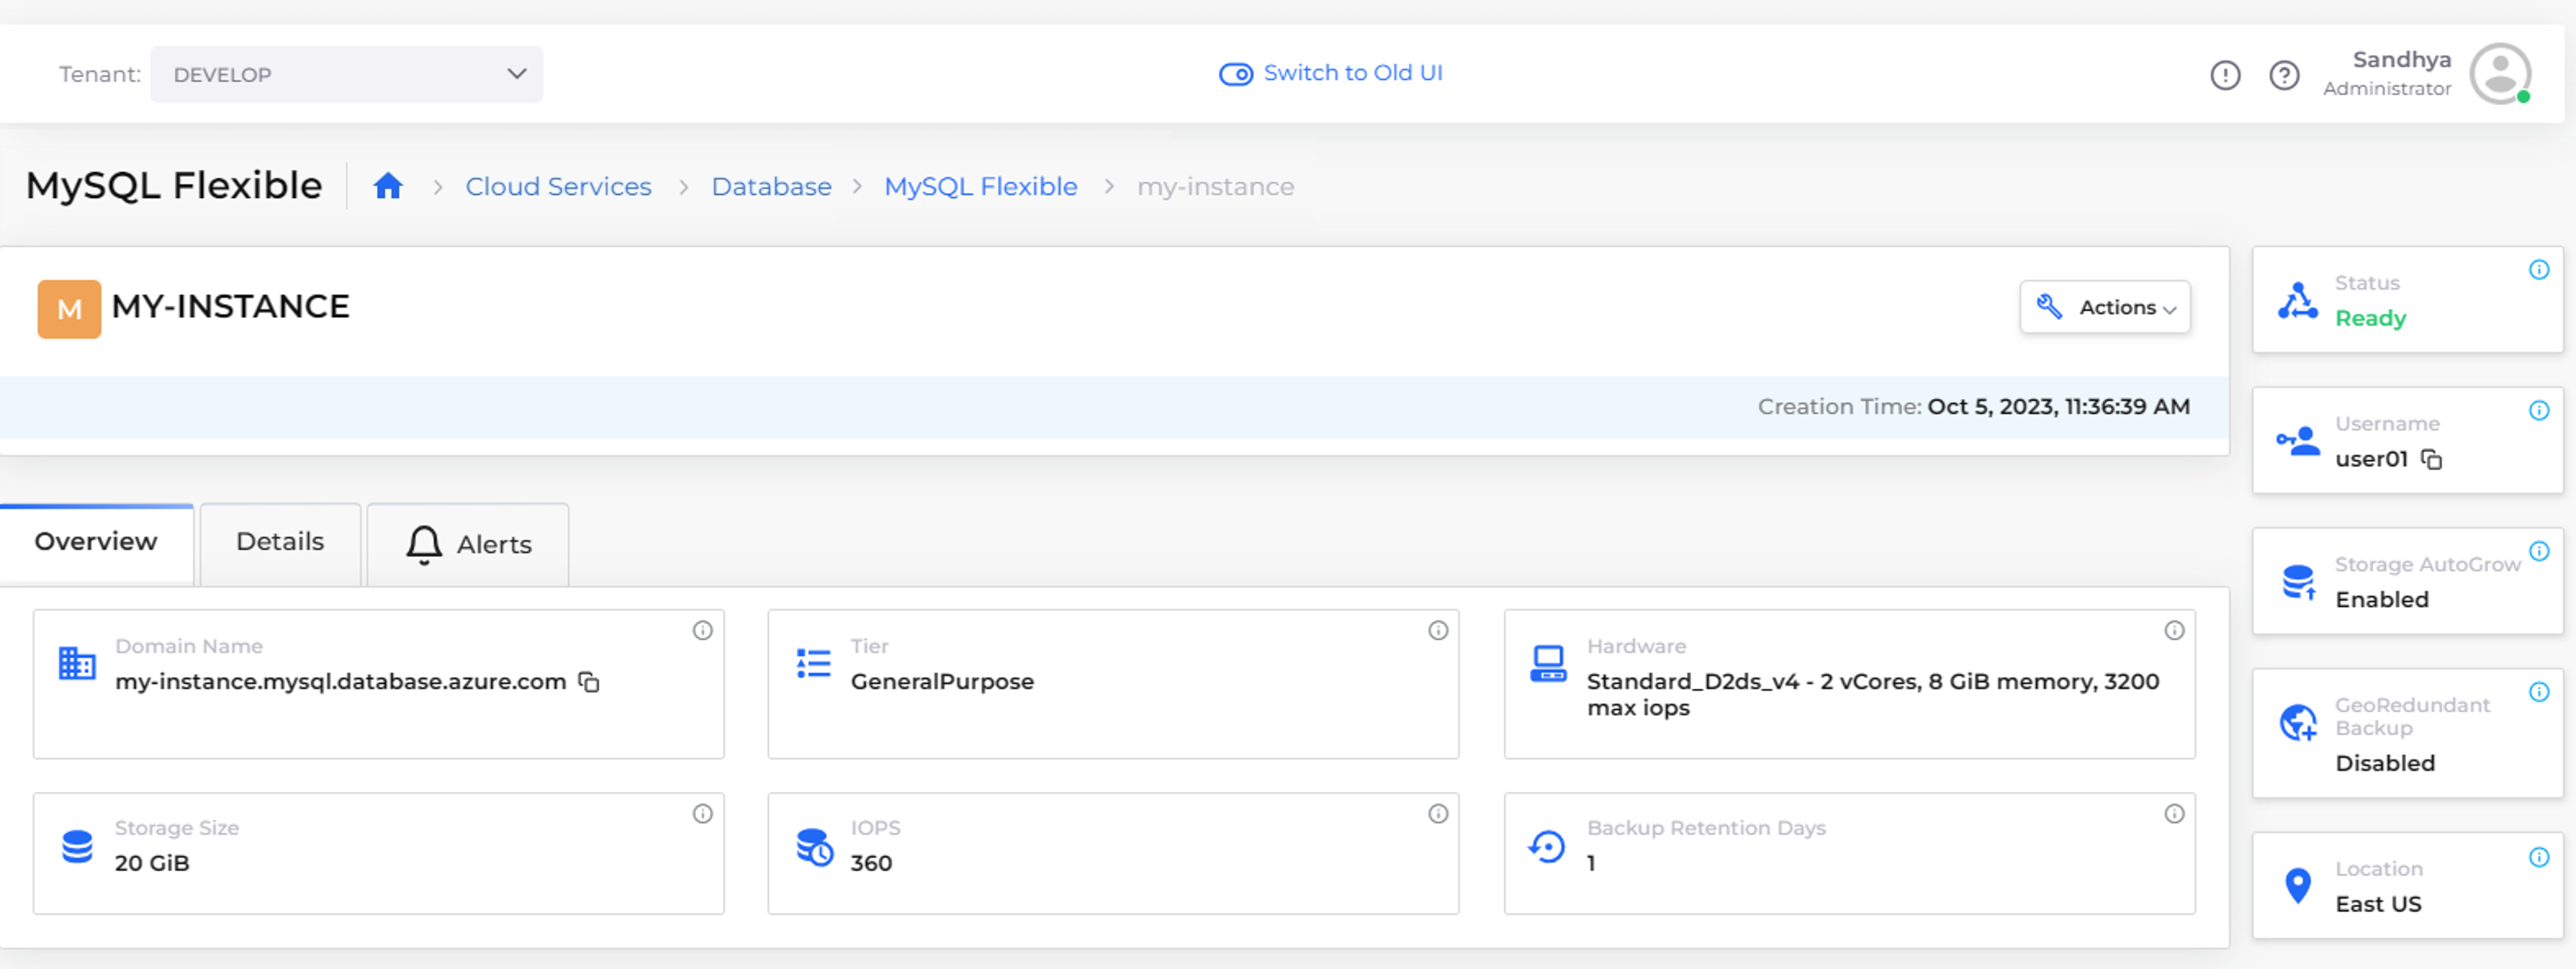 Tenant: DEVELOP
Switch to Old UI
Sandhya
Administrator
MySQL Flexible
Cloud Services > Database > MySQL Flexible > my-instance
M MY-INSTANCE
Actions
Creation Time: Oct 5, 2023, 11:36:39 AM
Overview
Details
Alerts
Domain Name
my-instance.mysql.database.azure.com
Tier
GeneralPurpose
Hardware
Standard_D2ds_v4 - 2 vCores, 8 GiB memory, 3200
max iops
Storage Size
20 GiB
IOPS
360
Backup Retention Days
1
Status
Ready
Username
user01
Storage AutoGrow
Enabled
GeoRedundant
Backup
Disabled
Location
East US